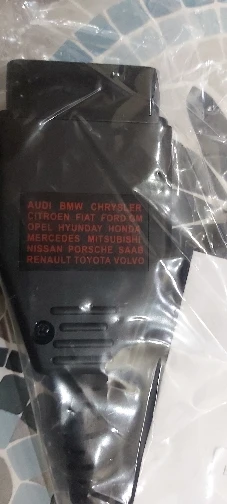 AUDI BMW CHRYSLER
CITROEN FIAT FORD GM
OPEL HYUNDAY HONDA
MERCEDES MITSUBISHI
NISSAN PORSCHE SAAB
RENAULT TOYOTA VOLVO